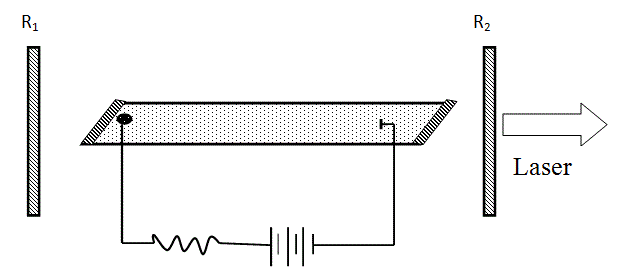 R₁
R₂
Laser